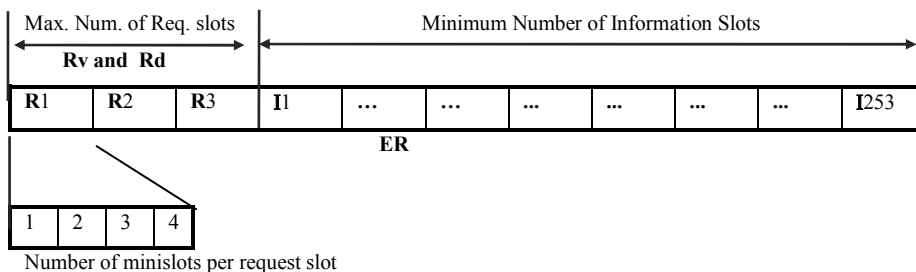 Max. Num. of Req. slots Minimum Number of Information Slots
Rv and Rd
R1 R2 R3 I1 ... ... ... ... ... ... I253
ER
1 2 3 4
Number of minislots per request slot